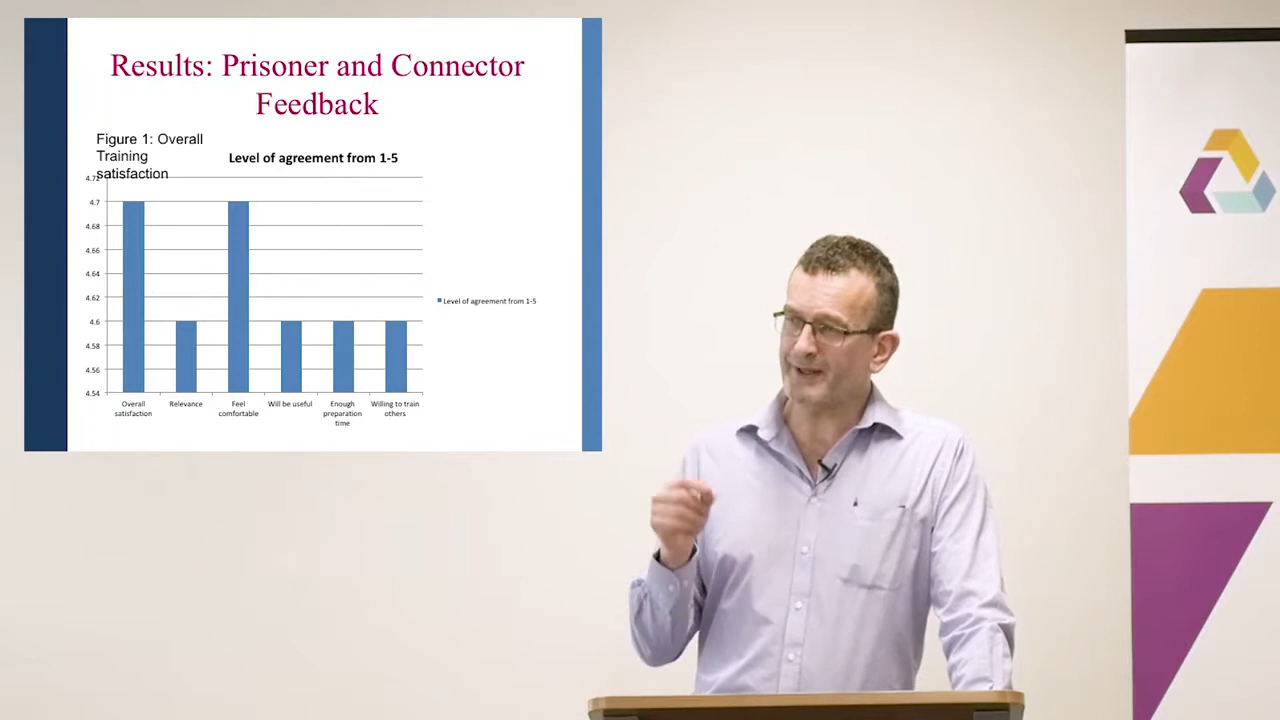 Results: Prisoner and Connector
Feedback
Figure 1: Overall
Training
satisfaction
Level of agreement from 1-5
4.72
4.7
4.68
4.66
4.64
4.62
4.6
4.58
4.56
4.54
Overall
satisfaction
Relevance
Feel
comfortable
Will be useful
Enough
preparation
time
Willing to train
others
Level of agreement from 1-5